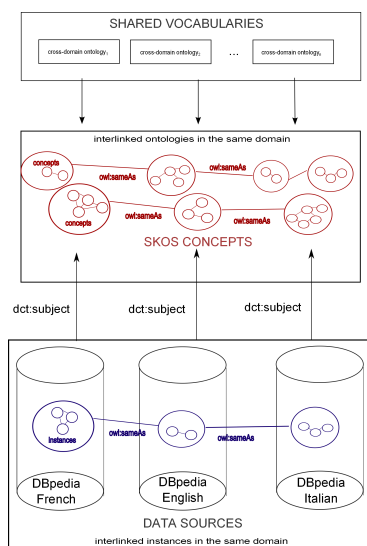 SHARED VOCABULARIES
cross-domain ontology1 cross-domain ontology2 ... cross-domain ontologyn
interlinked ontologies in the same domain
concepts
owl:sameAs owl:sameAs
concepts
owl:sameAs owl:sameAs
SKOS CONCEPTS
dct:subject dct:subject dct:subject
Instances
owl:sameAs owl:sameAs
DBpedia French DBpedia English DBpedia Italian
DATA SOURCES
interlinked instances in the same domain